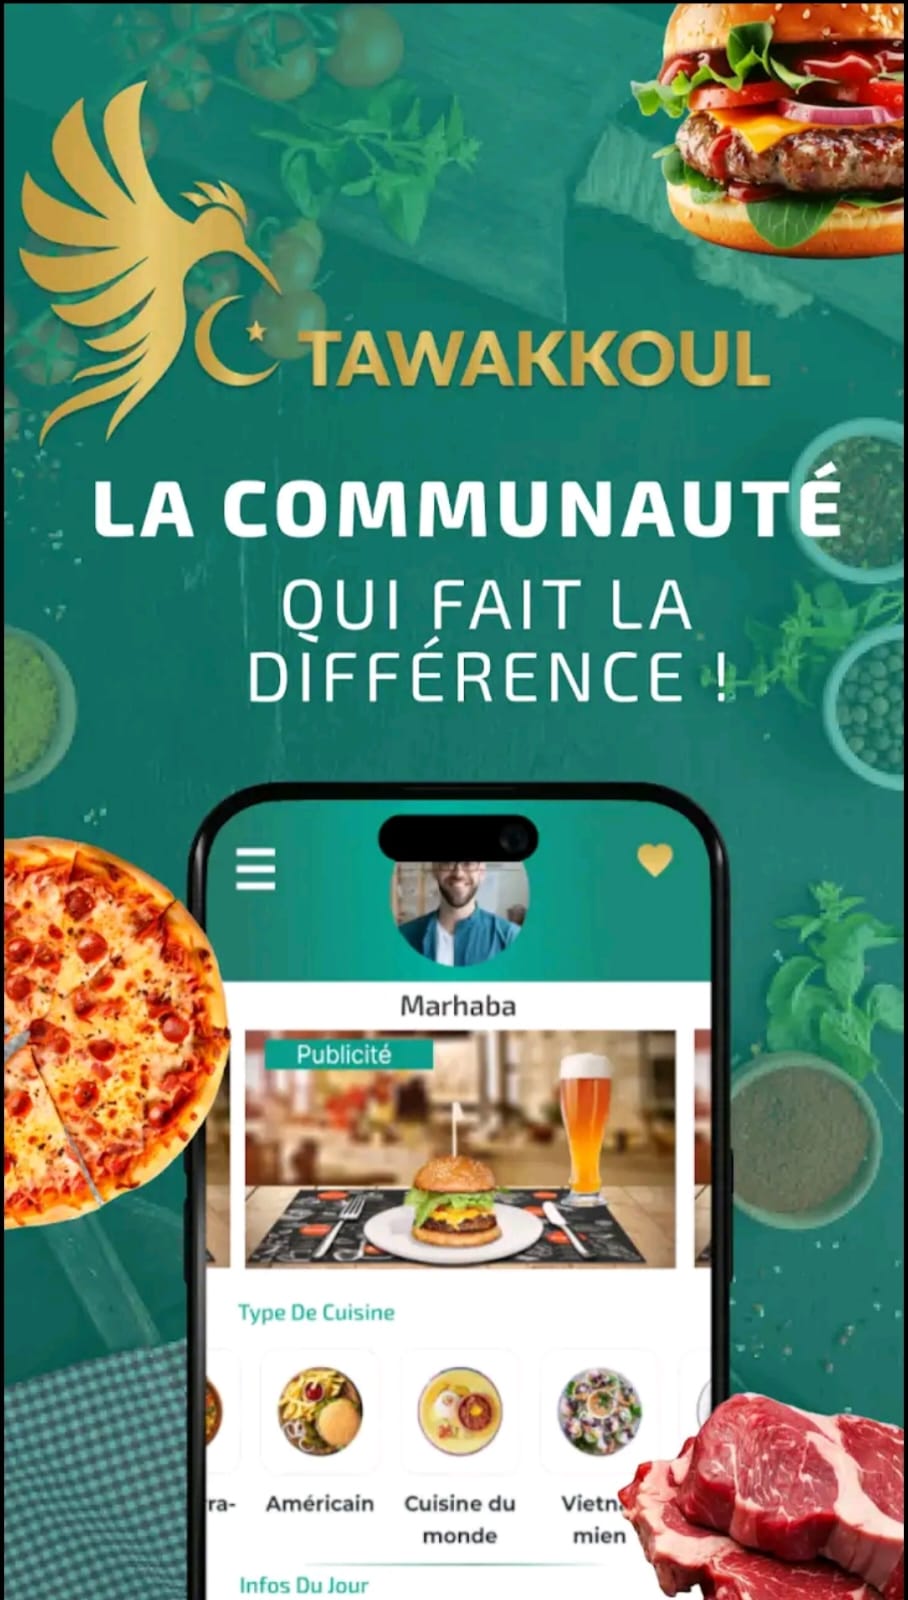 TAWAKKOUL
LA COMMUNAUTÉ
QUI FAIT LA
DIFFÉRENCE !
Marhaba
Publicité
Type De Cuisine
ra-
Américain
Cuisine du
monde
Vietna
mien
Infos Du Jour